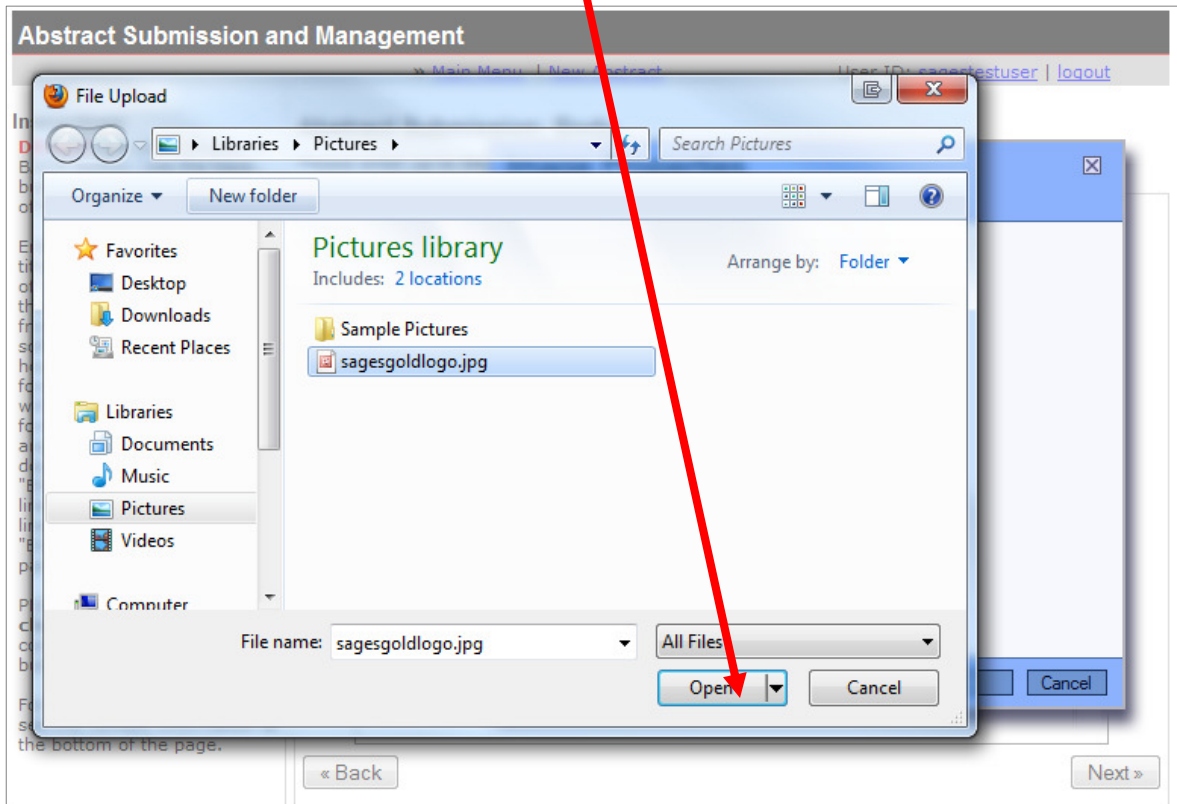 Abstract Submission and Management
» Main Menu | New Abstract User ID: sagestestuser | logout
File Upload
Libraries Pictures
Search Pictures
Organize New folder
Favorites
Desktop
Downloads
Recent Places
Libraries
Documents
Music
Pictures
Videos
Computer
Pictures library
Includes: 2 locations
Arrange by: Folder
Sample Pictures
sagesgoldlogo.jpg
File name: sagesgoldlogo.jpg
All Files
Open Cancel
Cancel
the bottom of the page.
« Back Next »